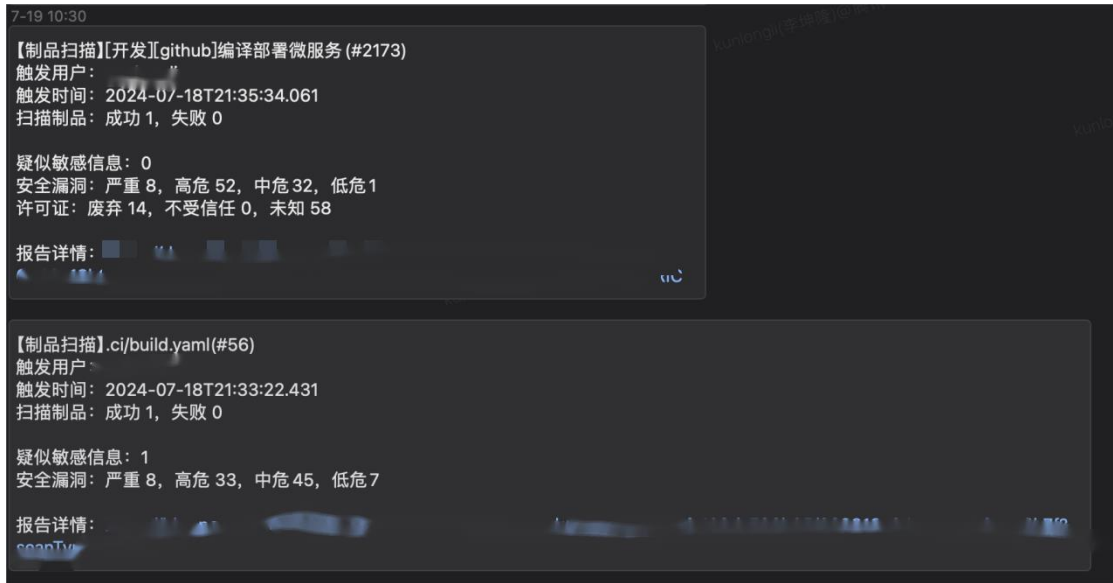 7-19 10:30
【制品扫描】[开发][github]编译部署微服务 (#2173)
触发用户：
触发时间：2024-07-18T21:35:34.061
扫描制品：成功 1，失败 0
疑似敏感信息：0
安全漏洞：严重 8，高危 52，中危 32，低危 1
许可证：废弃 14，不受信任 0，未知 58
报告详情：
【制品扫描】.ci/build.yaml(#56)
触发用户：
触发时间：2024-07-18T21:33:22.431
扫描制品：成功 1，失败 0
疑似敏感信息：1
安全漏洞：严重 8，高危 33，中危 45，低危 7
报告详情：